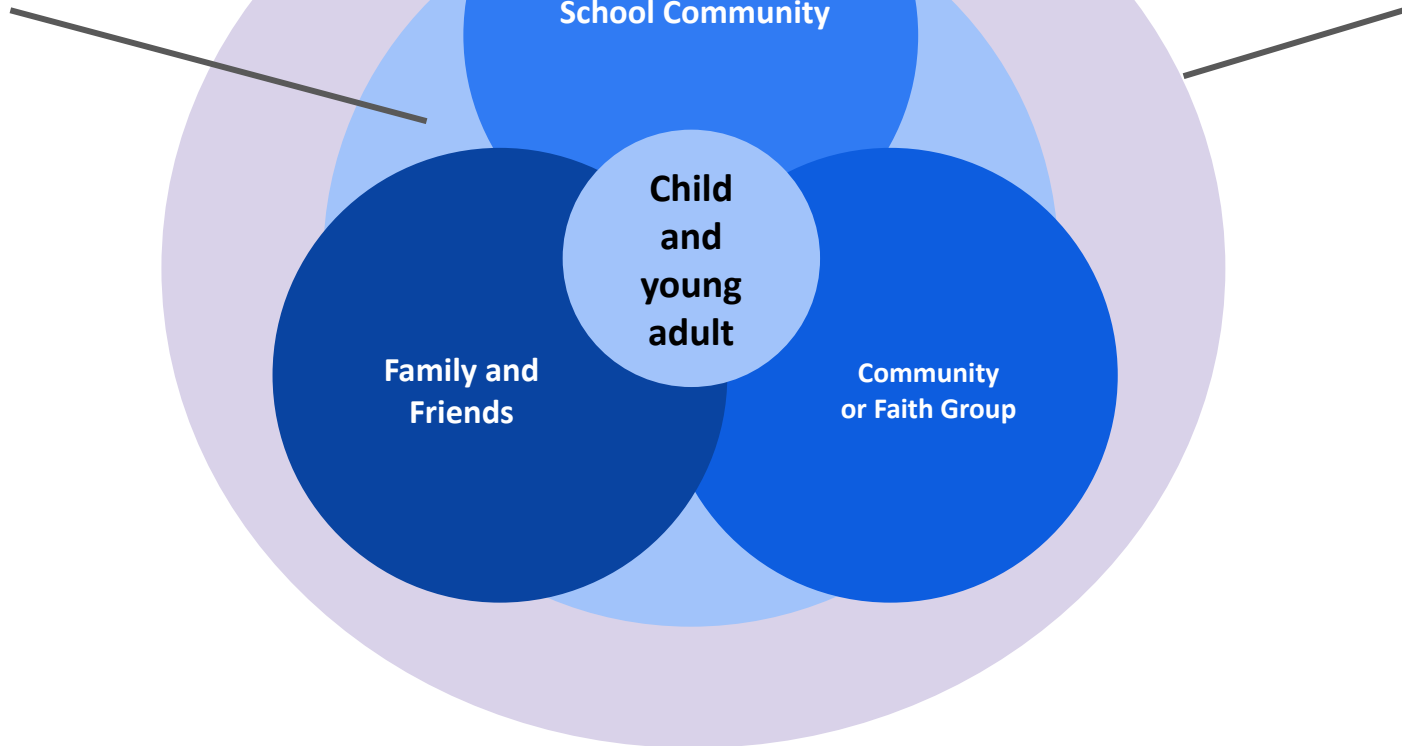 School Community
Child
and
young
adult
Family and
Friends
Community
or Faith Group